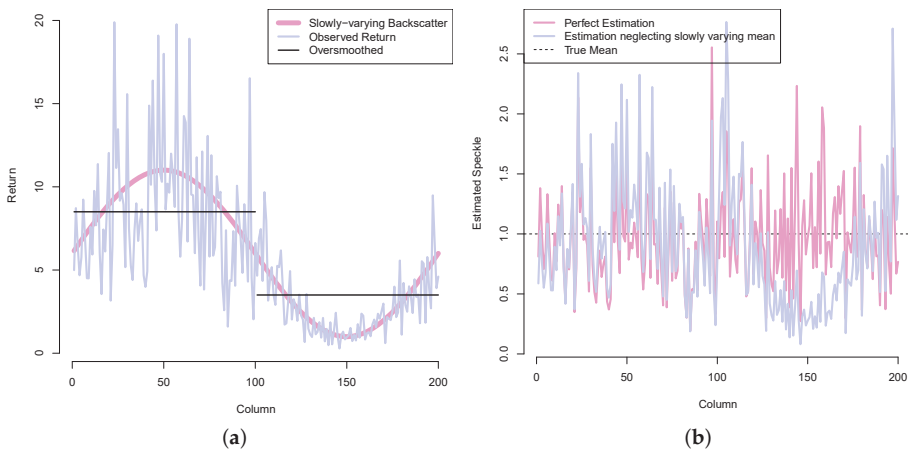 Slowly−varying Backscatter
Observed Return
Oversmoothed
Return
20
15
10
5
0
0 50 100 150 200
Column
(a)
Perfect Estimation
Estimation neglecting slowly varying mean
True Mean
Estimated Speckle
2.5
2.0
1.5
1.0
0.5
0.0
0 50 100 150 200
Column
(b)